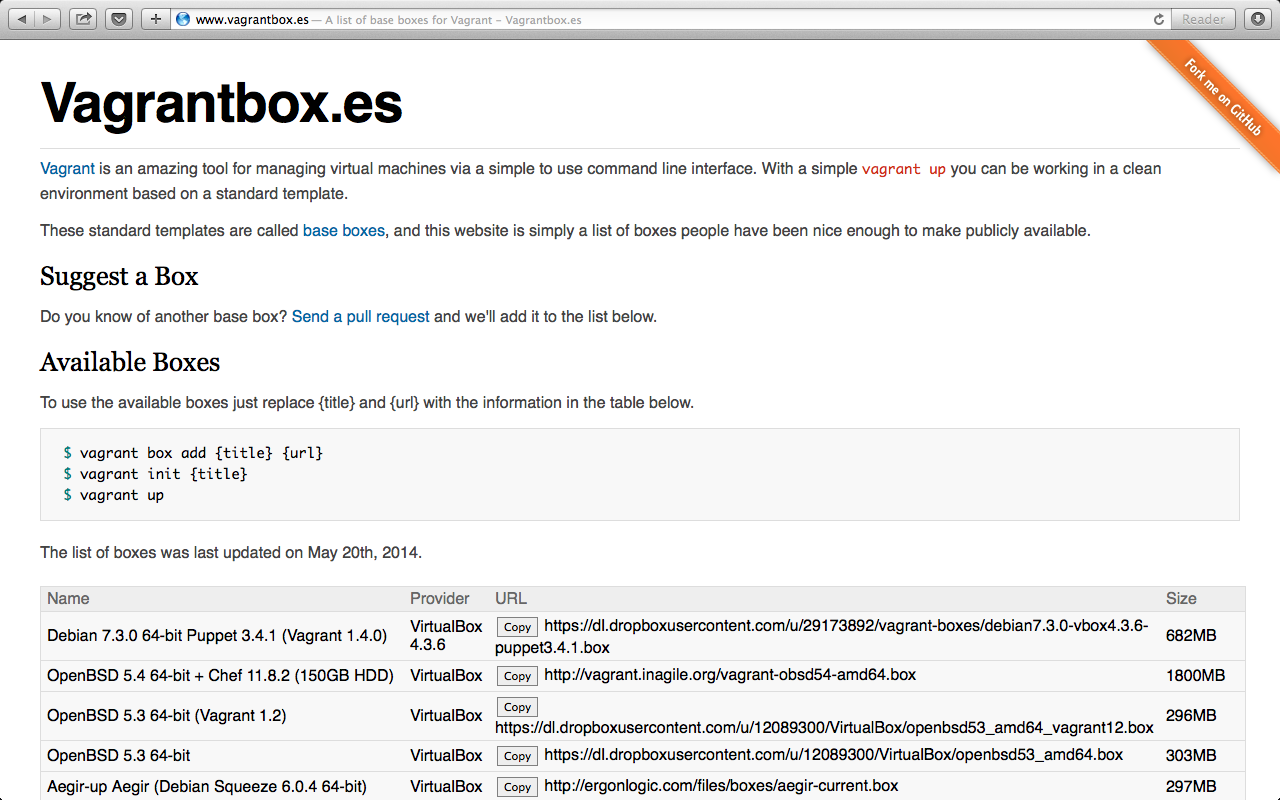 www.vagrantbox.es — A list of base boxes for Vagrant – Vagrantbox.es
Reader
Fork me on GitHub
Vagrantbox.es
Vagrant is an amazing tool for managing virtual machines via a simple to use command line interface. With a simple vagrant up you can be working in a clean
environment based on a standard template.
These standard templates are called base boxes, and this website is simply a list of boxes people have been nice enough to make publicly available.
Suggest a Box
Do you know of another base box? Send a pull request and we'll add it to the list below.
Available Boxes
To use the available boxes just replace {title} and {url} with the information in the table below.
$ vagrant box add {title} {url}
$ vagrant init {title}
$ vagrant up
The list of boxes was last updated on May 20th, 2014.
Name Provider URL Size
Debian 7.3.0 64-bit Puppet 3.4.1 (Vagrant 1.4.0) VirtualBox 4.3.6 Copy https://dl.dropboxusercontent.com/u/29173892/vagrant-boxes/debian7.3.0-vbox4.3.6-puppet3.4.1.box 682MB
OpenBSD 5.4 64-bit + Chef 11.8.2 (150GB HDD) VirtualBox Copy http://vagrant.inagile.org/vagrant-obsd54-amd64.box 1800MB
OpenBSD 5.3 64-bit (Vagrant 1.2) VirtualBox Copy https://dl.dropboxusercontent.com/u/12089300/VirtualBox/openbsd53_amd64_vagrant12.box 296MB
OpenBSD 5.3 64-bit VirtualBox Copy https://dl.dropboxusercontent.com/u/12089300/VirtualBox/openbsd53_amd64.box 303MB
Aegir-up Aegir (Debian Squeeze 6.0.4 64-bit) VirtualBox Copy http://ergonlogic.com/files/boxes/aegir-current.box 297MB